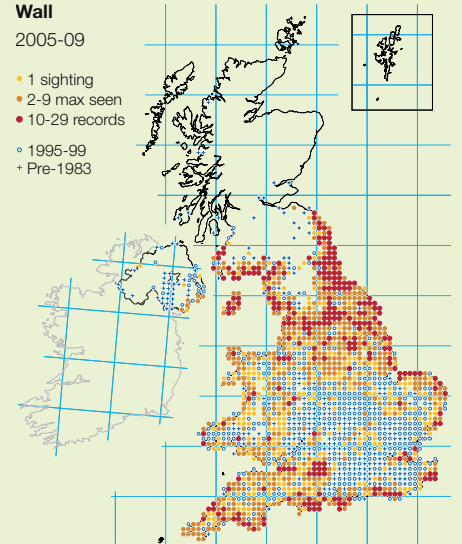 Wall
2005-09
1 sighting
2-9 max seen
10-29 records
1995-99
+ Pre-1983